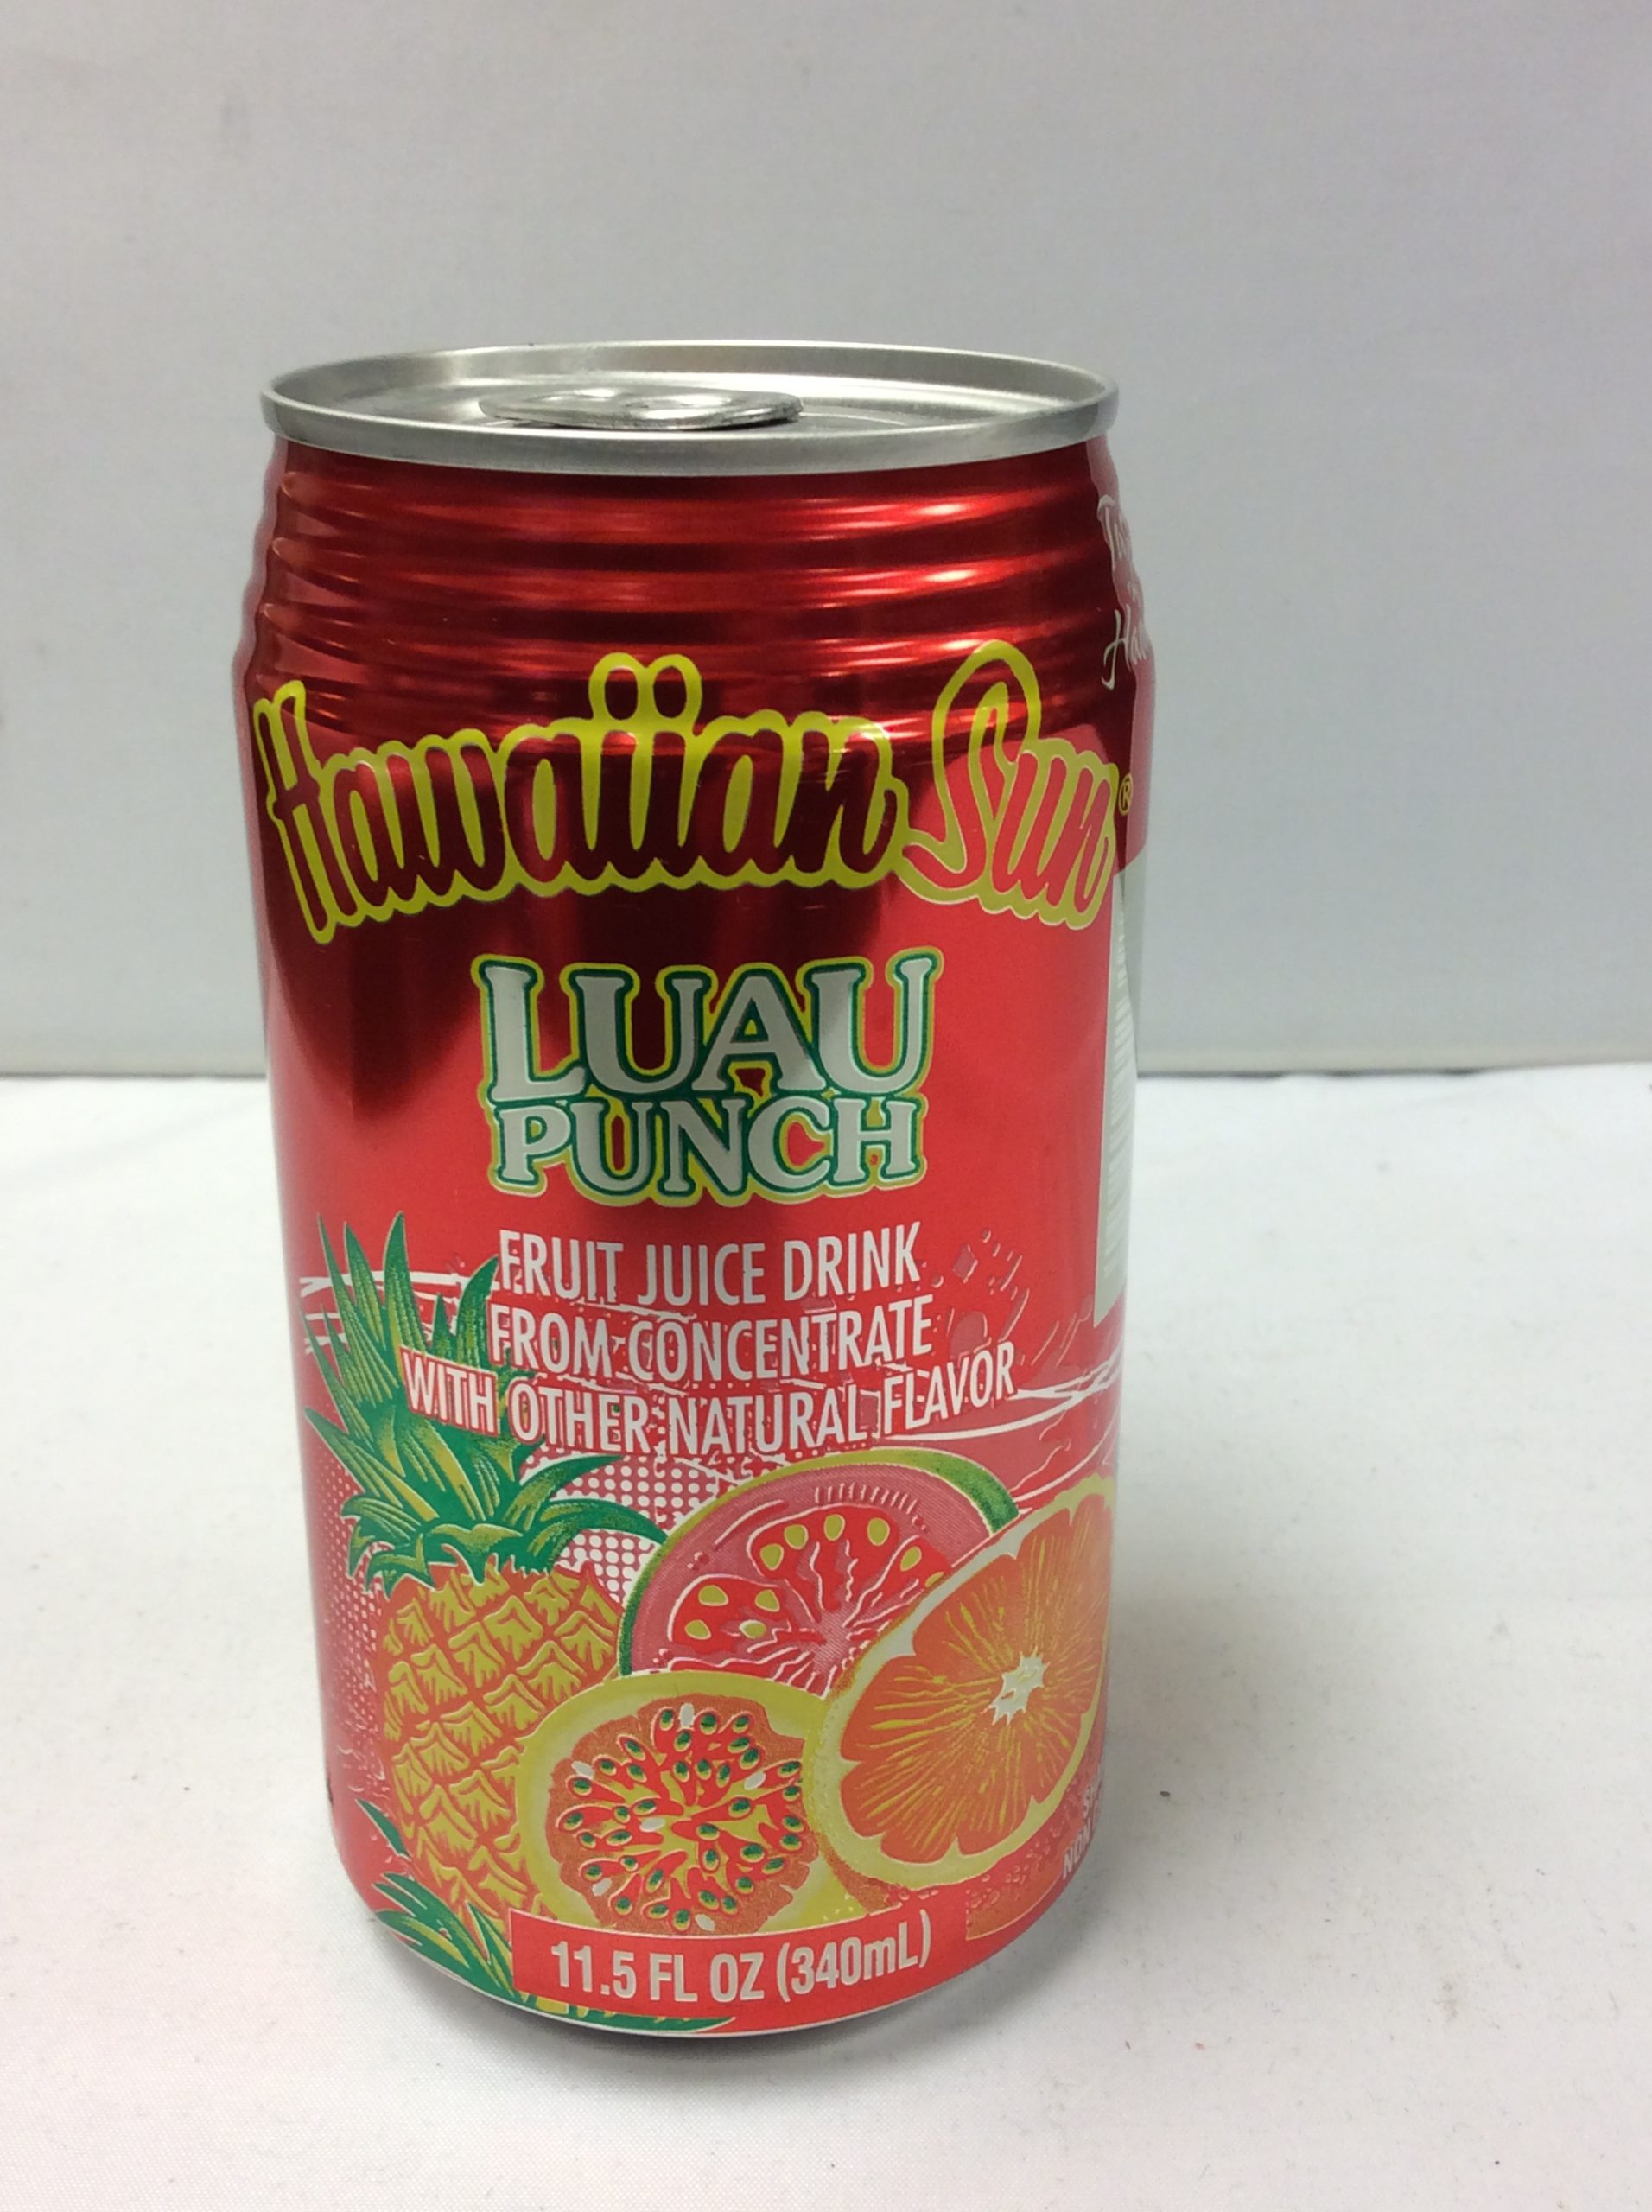 Hawaiian Sun®
LUAU
PUNCH
FRUIT JUICE DRINK
FROM CONCENTRATE
WITH OTHER NATURAL FLAVOR
11.5 FL OZ (340mL)